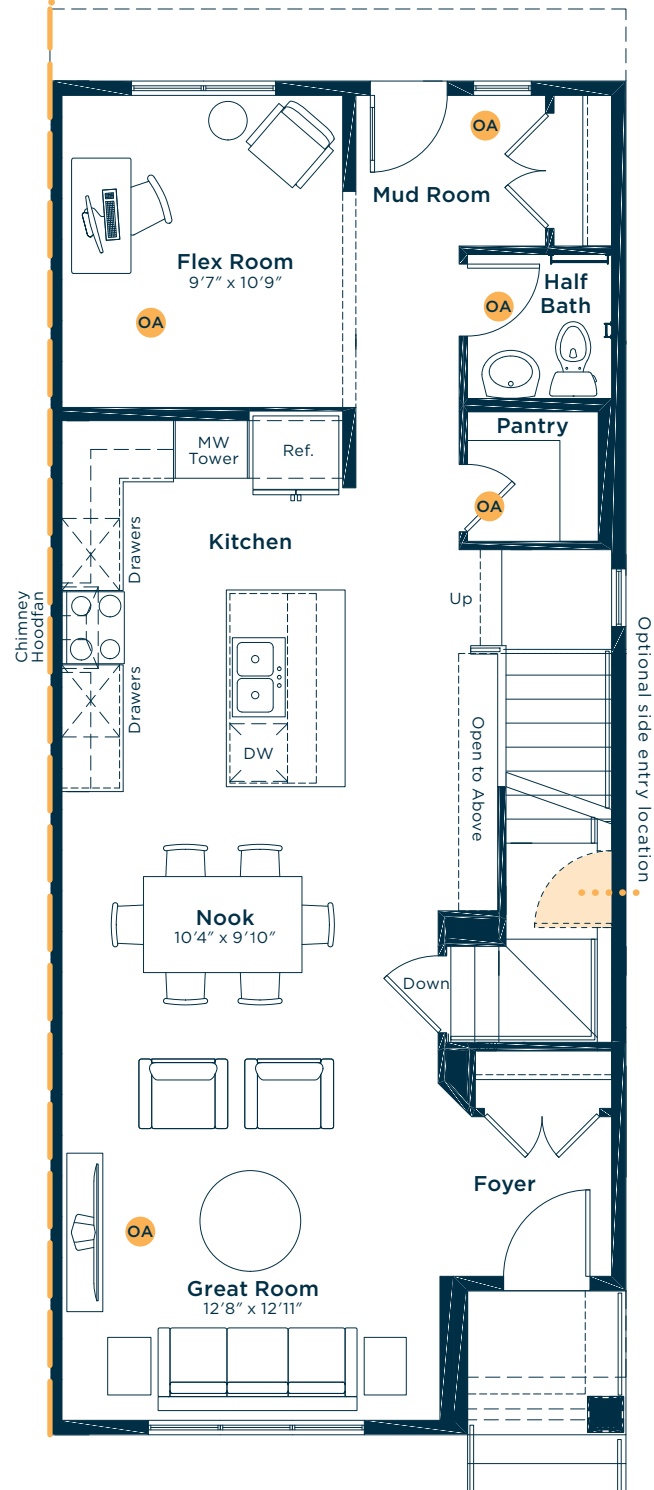 OA
Mud Room
Flex Room
9'7" x 10'9"
OA
Half
Bath
OA
Pantry
OA
MW
Tower
Ref.
Kitchen
Drawers
Chimney
Hoodfan
Drawers
Up
DW
Open to Above
Optional side entry location
Nook
10'4" x 9'10"
Down
Foyer
OA
Great Room
12'8" x 12'11"